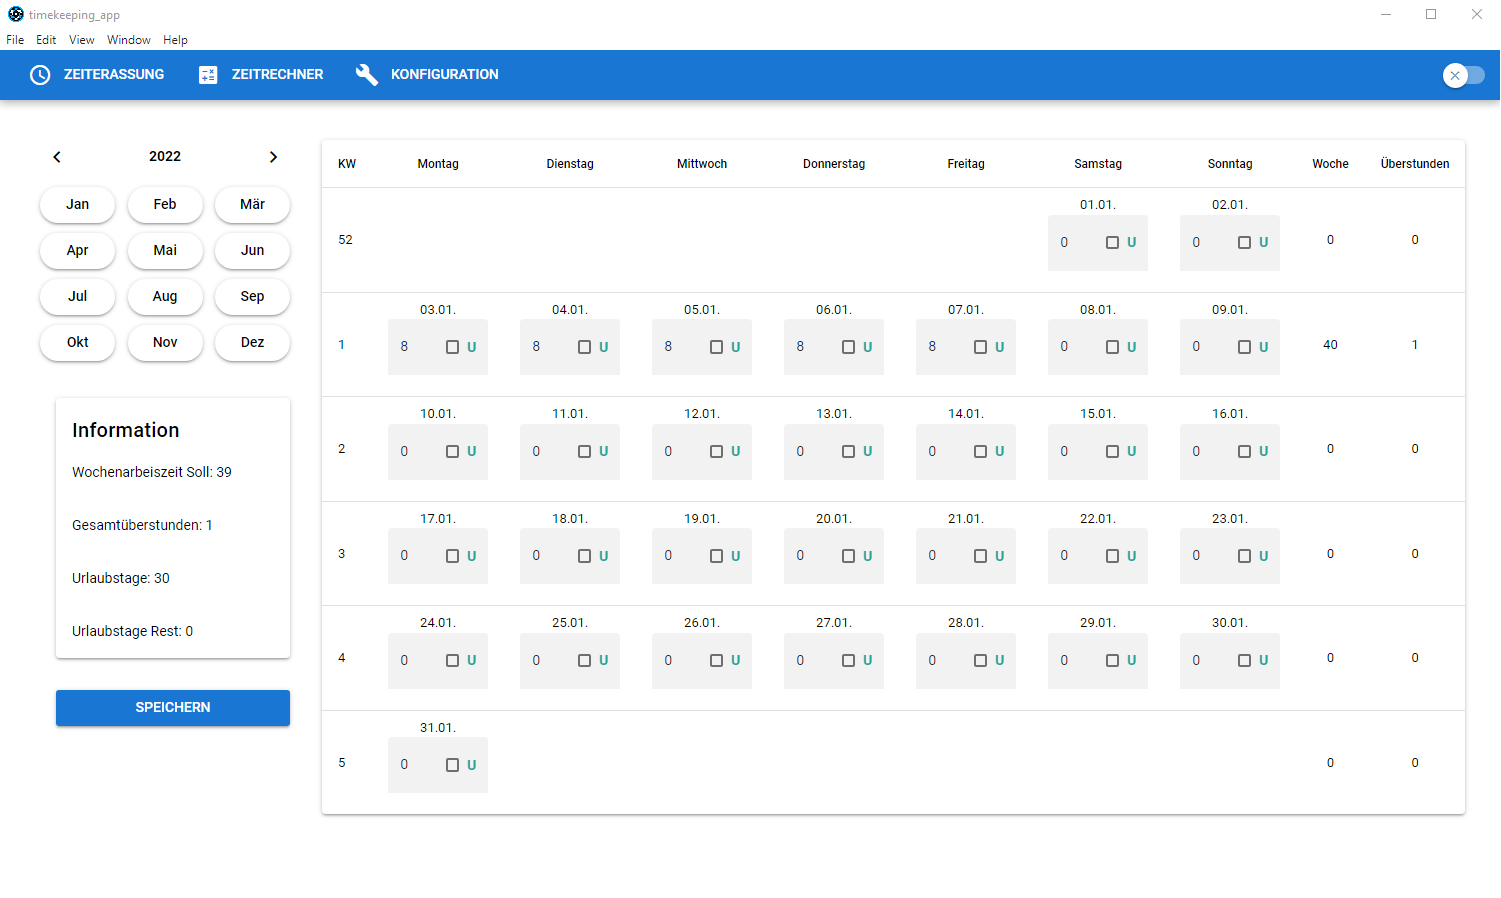 timekeeping_app
File Edit View Window Help
ZEITERASSUNG ZEITRECHNER KONFIGURATION
2022
Jan Feb Mär
Apr Mai Jun
Jul Aug Sep
Okt Nov Dez
Information
Wochenarbeiszeit Soll: 39
Gesamtüberstunden: 1
Urlaubstage: 30
Urlaubstage Rest: 0
SPEICHERN
KW Montag Dienstag Mittwoch Donnerstag Freitag Samstag Sonntag Woche Überstunden
01.01. 02.01.
52 0 U 0 U 0 0
03.01. 04.01. 05.01. 06.01. 07.01. 08.01. 09.01.
1 8 U 8 U 8 U 8 U 8 U 0 U 0 U 40 1
10.01. 11.01. 12.01. 13.01. 14.01. 15.01. 16.01.
2 0 U 0 U 0 U 0 U 0 U 0 U 0 U 0 0
17.01. 18.01. 19.01. 20.01. 21.01. 22.01. 23.01.
3 0 U 0 U 0 U 0 U 0 U 0 U 0 U 0 0
24.01. 25.01. 26.01. 27.01. 28.01. 29.01. 30.01.
4 0 U 0 U 0 U 0 U 0 U 0 U 0 U 0 0
31.01.
5 0 U 0 0